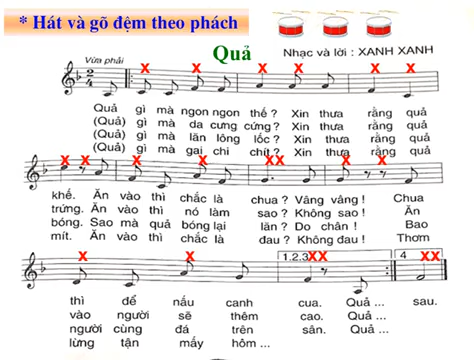 * Hát và gõ đệm theo phách
Quả
Nhạc và lời : XANH XANH
Vừa phải
X X X X X X
Quả gì mà ngon ngon thế ? Xin thưa rằng quả
(Quả) gì mà da cưng cứng ? Xin thưa rằng quả
(Quả) gì mà lăn lông lốc ? Xin thưa rằng quả
(Quả) gì mà gai chi chít ? Xin thưa rằng quả
X X X X XX X
khế. Ăn vào thì chắc là chua ? Vâng vâng ! Chua
trứng. Ăn vào thì nó làm sao ? Không sao ! Ăn
bóng. Sao mà quả bóng lại lăn ? Do chân ! Bao
mít. Ăn vào thì chắc là đau ? Không đau ! Thơm
X X X 1.2.3 XX 4 XX
thì để nấu canh cua. Quả ... sau.
vào người sẽ thêm cao. Quả ...
người cùng đá trên sân. Quả ...
lừng tận mấy hôm ...